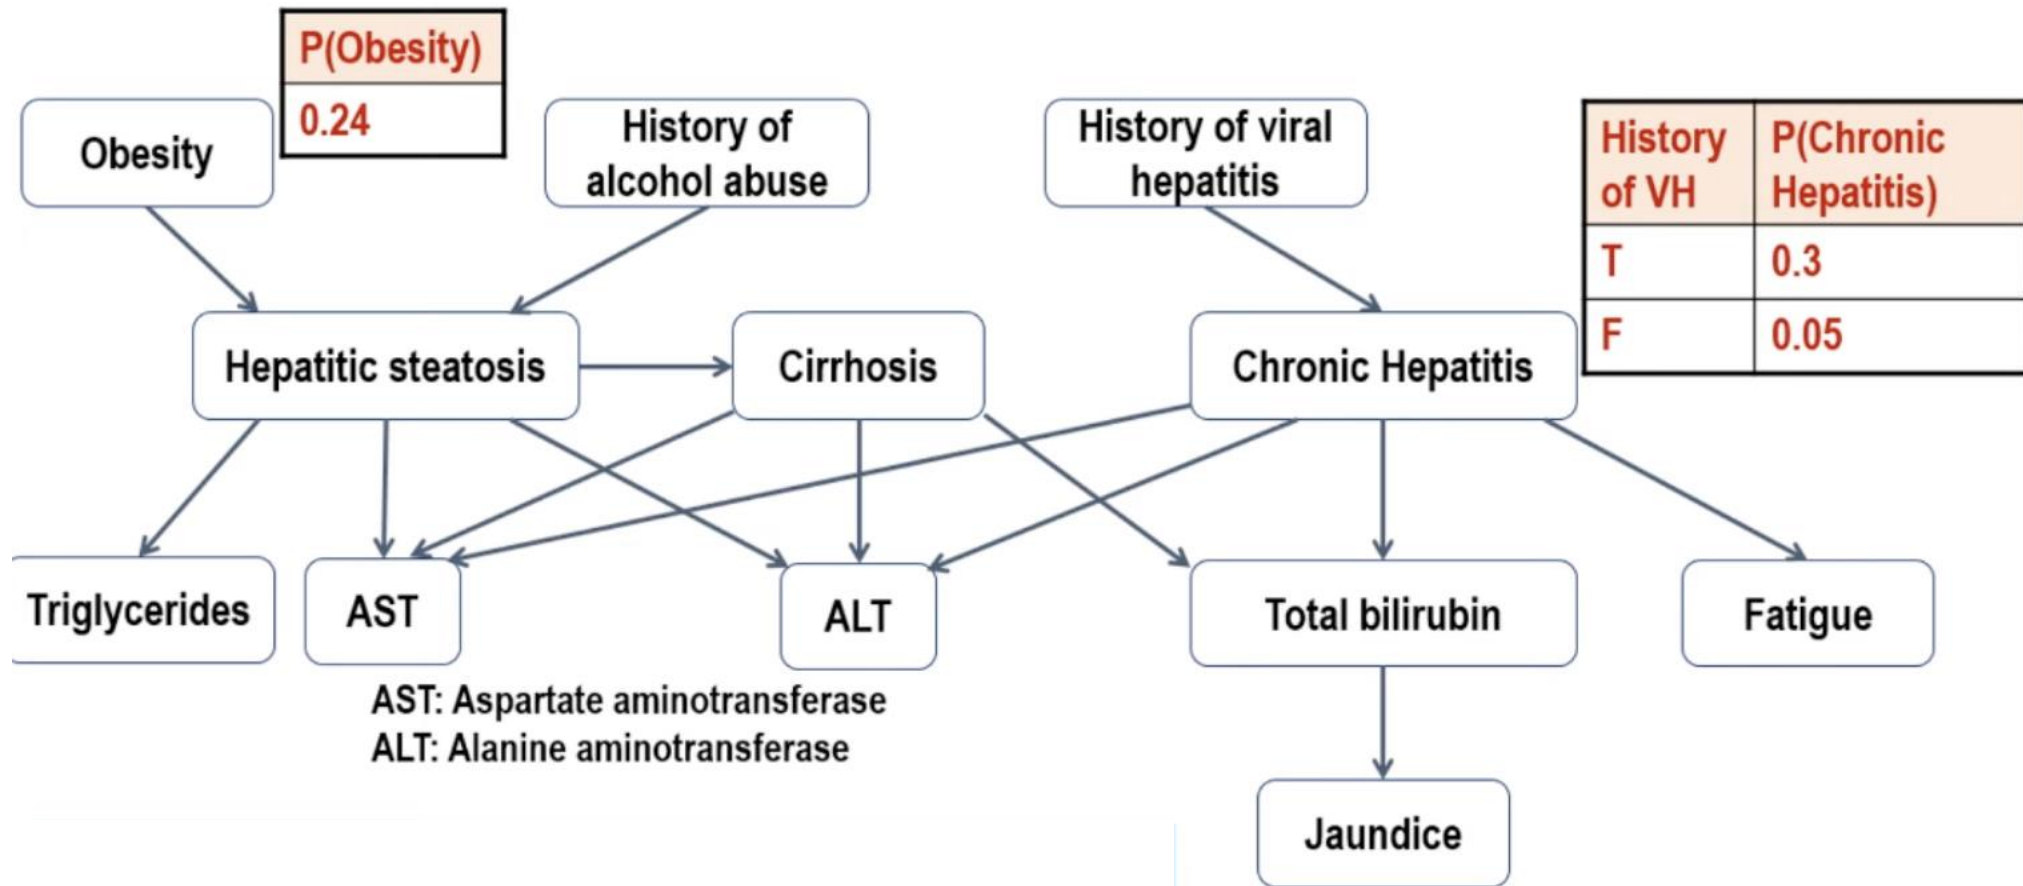 P(Obesity)
0.24
Obesity
History of
alcohol abuse
History of viral
hepatitis
History
of VH
P(Chronic
Hepatitis)
T
0.3
F
0.05
Hepatitic steatosis
Cirrhosis
Chronic Hepatitis
Triglycerides
AST
ALT
Total bilirubin
Fatigue
AST: Aspartate aminotransferase
ALT: Alanine aminotransferase
Jaundice